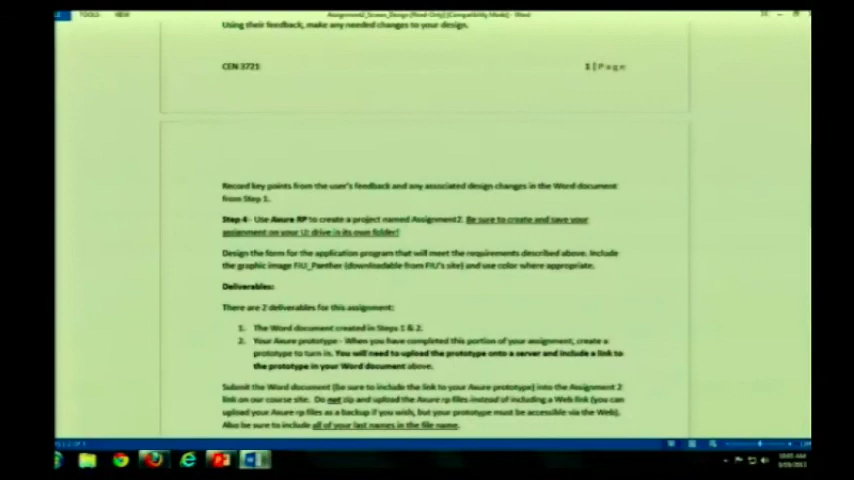 TOOLS VIEW
Assignment2_Screen_Design [Read-Only] [Compatibility Mode] - Word
Using their feedback, make any needed changes to your design.
CEN 3721 1 | P a g e
Record key points from the user's feedback and any associated design changes in the Word document
from Step 1.
Step 4 - Use Axure RP to create a project named Assignment2. Be sure to create and save your
assignment on your U: drive in its own folder!
Design the form for the application program that will meet the requirements described above. Include
the graphic image FIU_Panther (downloadable from FIU's site) and use color where appropriate.
Deliverables:
There are 2 deliverables for this assignment:
1. The Word document created in Steps 1 & 2.
2. Your Axure prototype - When you have completed this portion of your assignment, create a
prototype to turn in. You will need to upload the prototype onto a server and include a link to
the prototype in your Word document above.
Submit the Word document (be sure to include the link to your Axure prototype) into the Assignment 2
link on our course site. Do not zip and upload the Axure rp files instead of including a Web link (you can
upload your Axure rp files as a backup if you wish, but your prototype must be accessible via the Web).
Also be sure to include all of your last names in the file name.